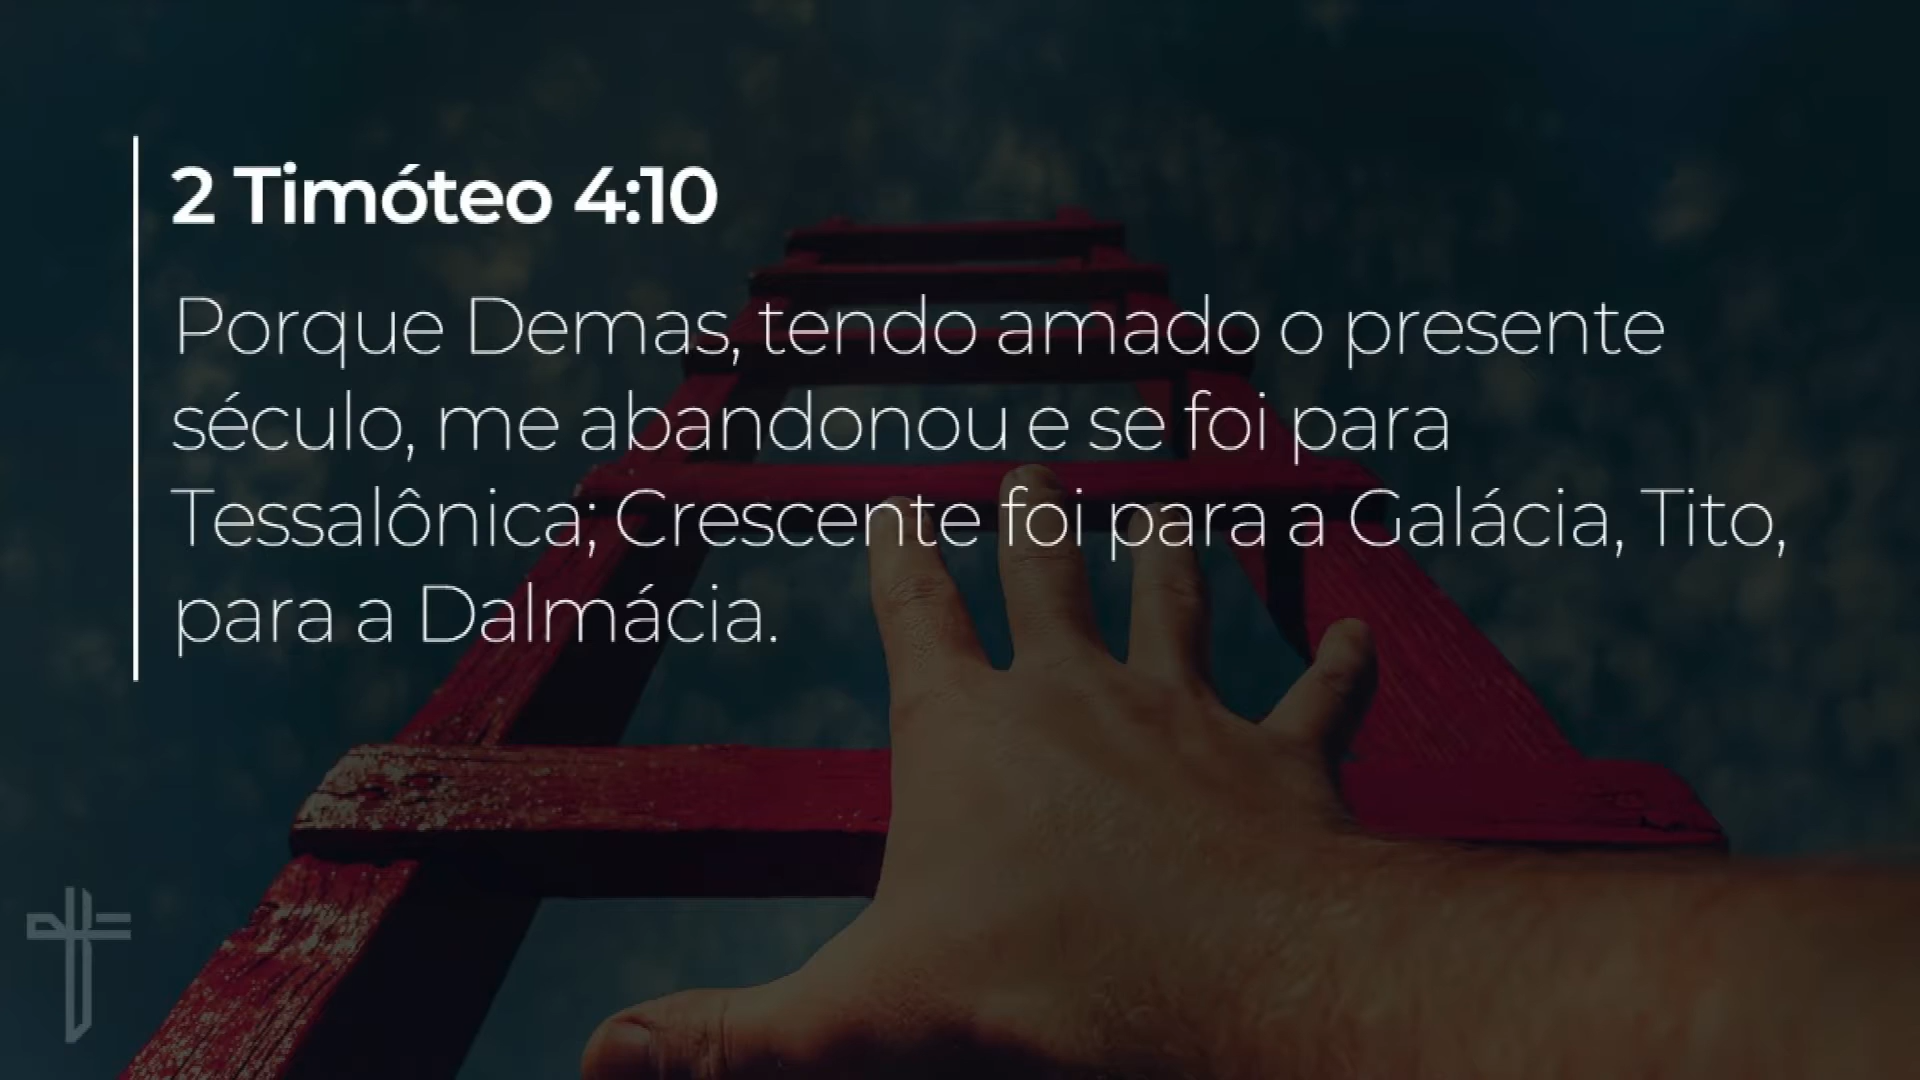 2 Timóteo 4:10
Porque Demas, tendo amado o presente
século, me abandonou e se foi para
Tessalônica; Crescente foi para a Galácia, Tito,
para a Dalmácia.